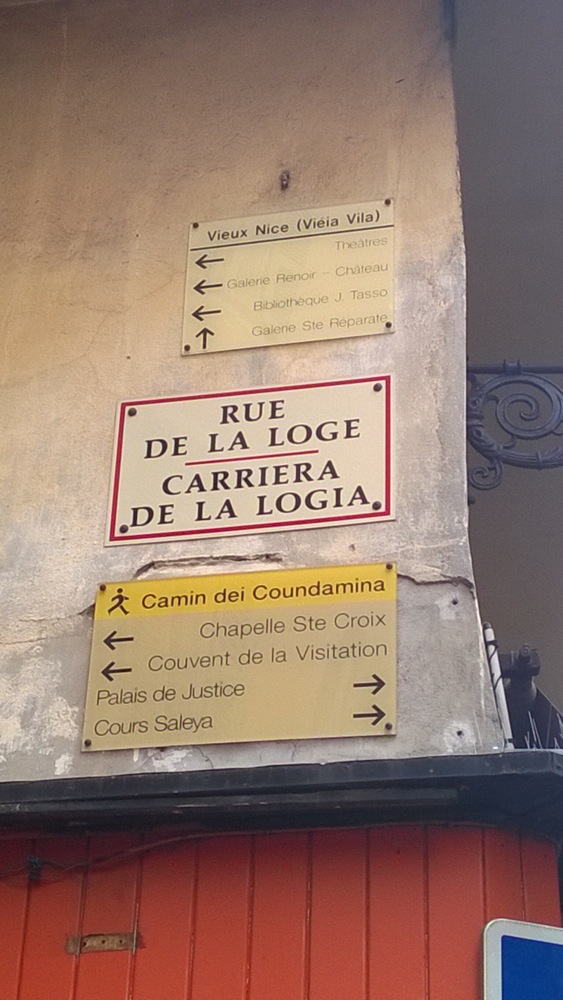 Vieux Nice (Viéia Vila)
← Théâtres
← Galerie Renoir - Château
← Bibliothèque J. Tasso
↑ Galerie Ste Réparate
RUE
DE LA LOGE
CARRIERA
DE LA LOGIA
Camin dei Coundamina
← Chapelle Ste Croix
← Couvent de la Visitation
Palais de Justice →
Cours Saleya →